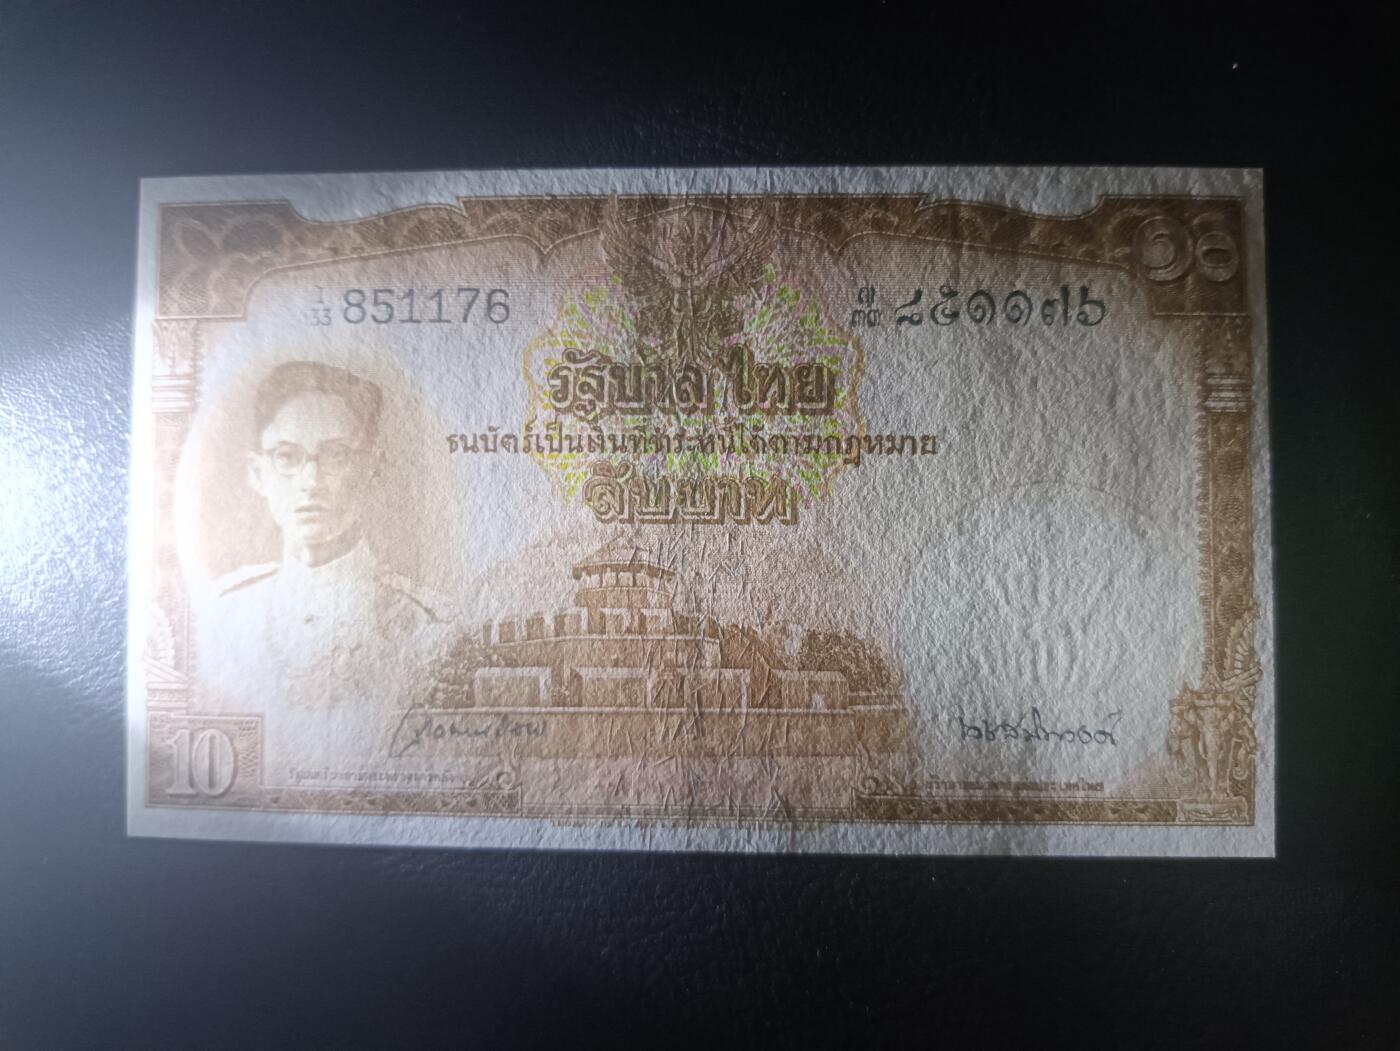 ๑๐
1/33 851176
ญ/๓๓ ๘๕๑๑๗๖
รัฐบาลไทย
ธนบัตร์เป็นเงินที่ชำระหนี้ได้ตามกฎหมาย
สิบบาท
10